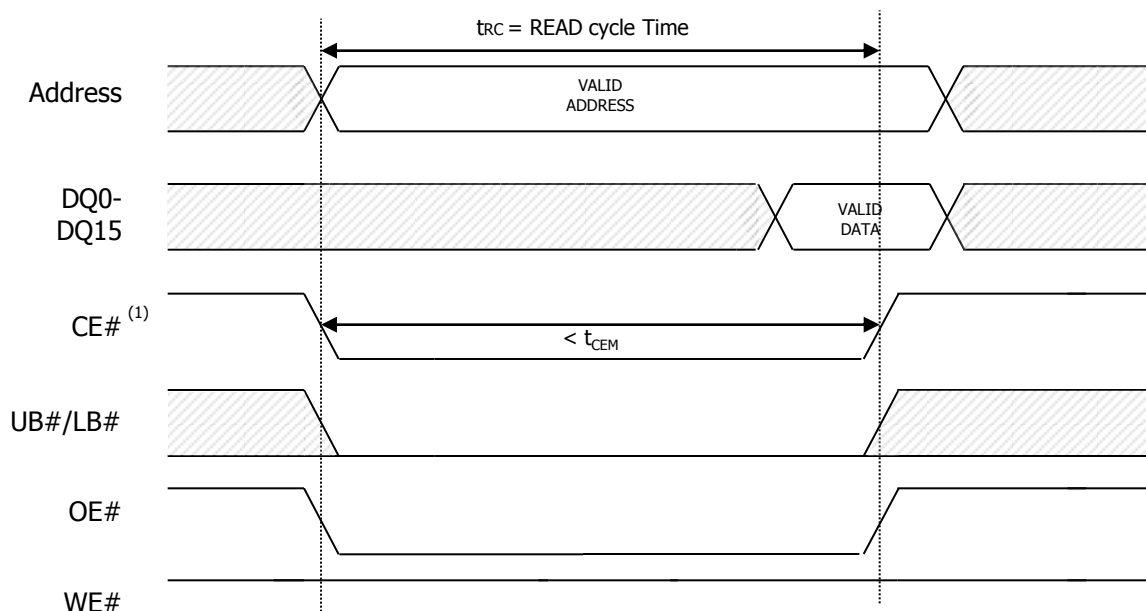 tRC = READ cycle Time
Address
VALID
ADDRESS
DQ0-
DQ15
VALID
DATA
CE# (1)
< tCEM
UB#/LB#
OE#
WE#